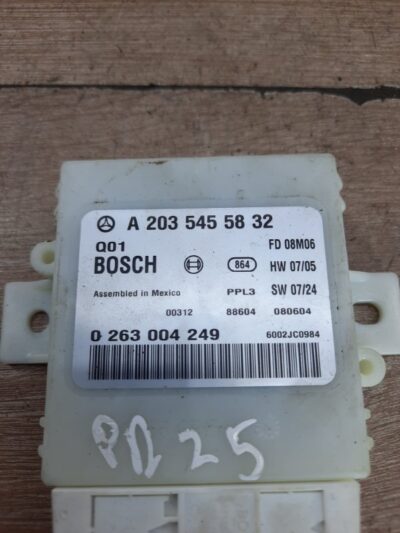 A 203 545 58 32
Q01 FD 08M06
BOSCH 864 HW 07/05
Assembled in Mexico PPL3 SW 07/24
00312 88604 080604
0 263 004 249 6002JC0984
25